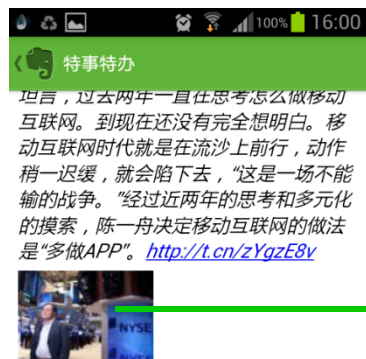 100% 16:00
特事特办
坦言，过去两年一直在思考怎么做移动
互联网。到现在还没有完全想明白。移
动互联网时代就是在流沙上前行，动作
稍一迟缓，就会陷下去，“这是一场不能
输的战争。”经过近两年的思考和多元化
的摸索，陈一舟决定移动互联网的做法
是“多做APP”。http://t.cn/zYgzE8v
NYSE